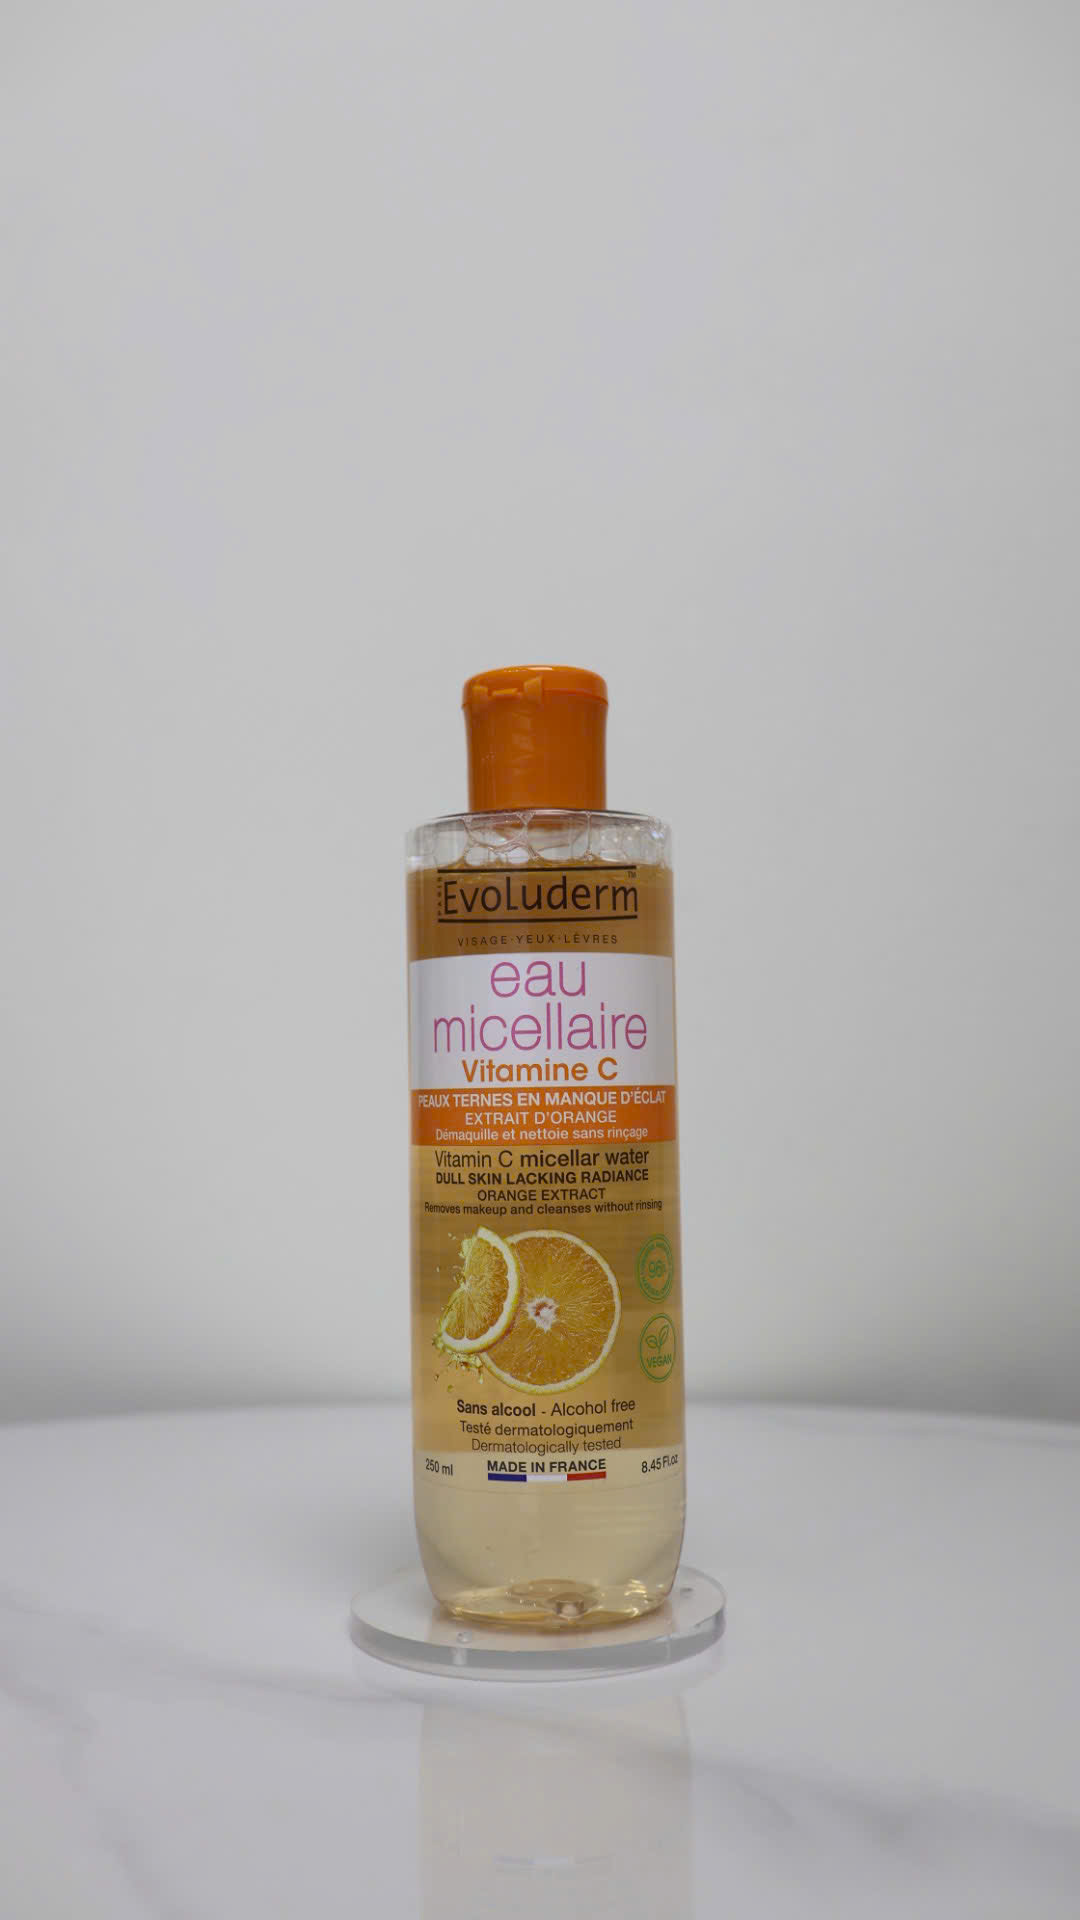 PARIS
EvoLuderm™
VISAGE·YEUX·LÈVRES
eau
micellaire
Vitamine C
PEAUX TERNES EN MANQUE D'ÉCLAT
EXTRAIT D'ORANGE
Démaquille et nettoie sans rinçage
Vitamin C micellar water
DULL SKIN LACKING RADIANCE
ORANGE EXTRACT
Removes makeup and cleanses without rinsing
VEGAN
Sans alcool - Alcohol free
Testé dermatologiquement
Dermatologically tested
250 ml
MADE IN FRANCE
8.45 Fl.oz